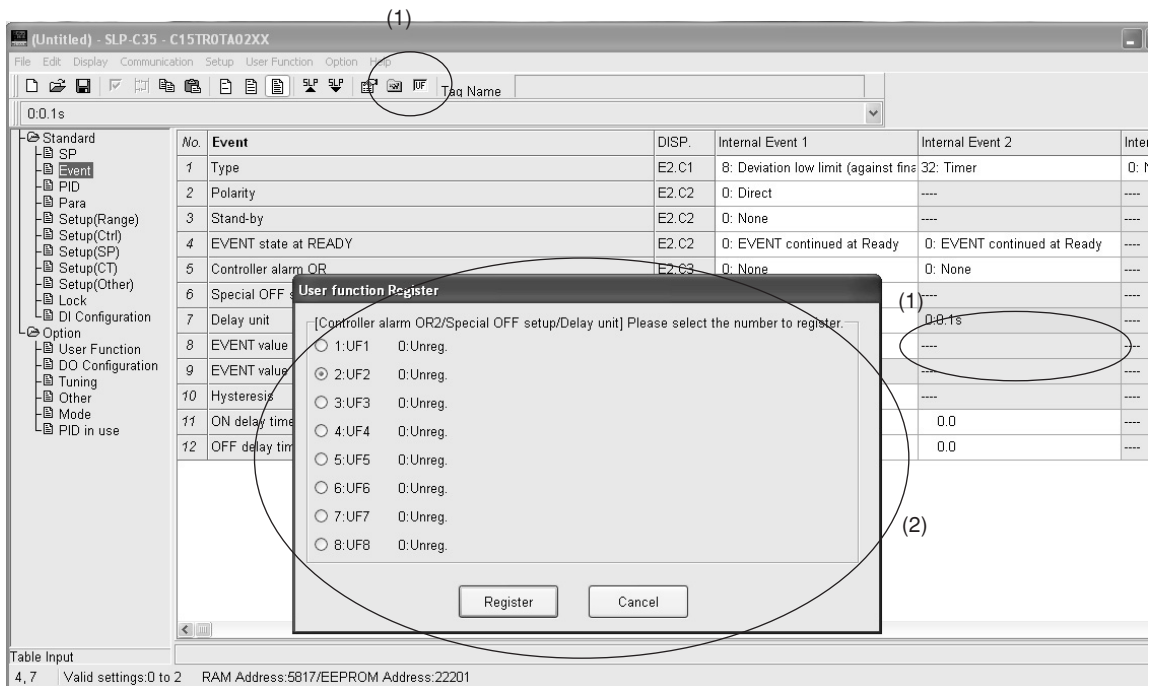 (1)
(Untitled) - SLP-C35 - C15TR0TA02XX
File Edit Display Communication Setup User Function Option Help
SLP SLP UF Tag Name
0:0.1s
Standard
SP
Event
PID
Para
Setup(Range)
Setup(Ctrl)
Setup(SP)
Setup(CT)
Setup(Other)
Lock
DI Configuration
Option
User Function
DO Configuration
Tuning
Other
Mode
PID in use
No. Event DISP. Internal Event 1 Internal Event 2
1 Type E2.C1 8: Deviation low limit (against 32: Timer
2 Polarity E2.C2 0: Direct ----
3 Stand-by E2.C2 0: None ---- ----
4 EVENT state at READY E2.C2 0: EVENT continued at Ready 0: EVENT continued at Ready ----
5 Controller alarm OR E2.C3 0: None 0: None ----
6 Special OFF ---- ----
7 Delay unit 0:0.1s ----
8 EVENT value ---- ----
9 EVENT value ---- ----
10 Hysteresis ---- ----
11 ON delay time 0.0 ----
12 OFF delay 0.0 ----
User function Register
(1)
[Controller alarm OR2/Special OFF setup/Delay unit] Please select the number to register.
1:UF1 0:Unreg.
2:UF2 0:Unreg.
3:UF3 0:Unreg.
4:UF4 0:Unreg.
5:UF5 0:Unreg.
6:UF6 0:Unreg.
7:UF7 0:Unreg.
8:UF8 0:Unreg.
(2)
Register Cancel
Table Input
4, 7 Valid settings:0 to 2 RAM Address:5817/EEPROM Address:22201